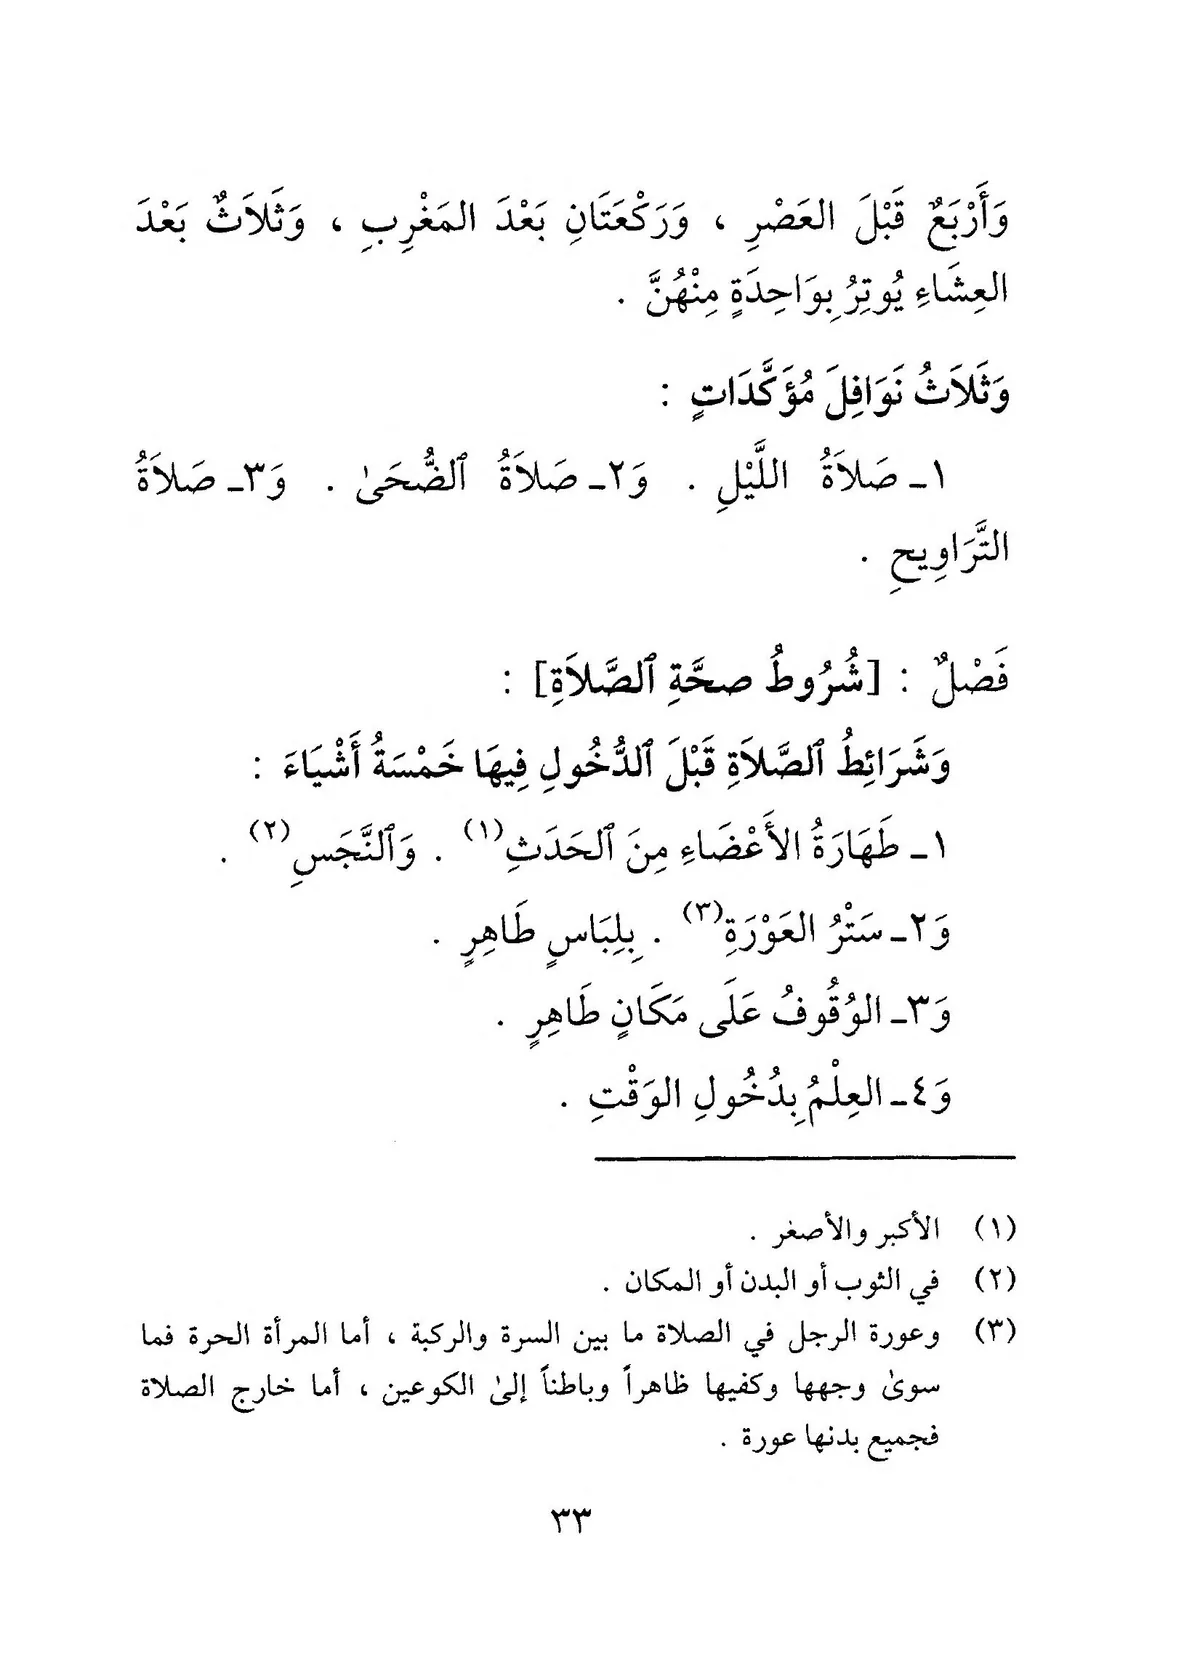 وَأَرْبَعٌ قَبْلَ العَصْرِ ، وَرَكْعَتَانِ بَعْدَ المَغْرِبِ ، وَثَلاَثٌ بَعْدَ
العِشَاءِ يُوتِرُ بِوَاحِدَةٍ مِنْهُنَّ .
وَثَلاَثُ نَوَافِلَ مُؤَكَّدَاتٍ :
١ـ صَلاَةُ اللَّيْلِ . وَ٢ـ صَلاَةُ ٱلضُّحَىٰ . وَ٣ـ صَلاَةُ
التَّرَاوِيحِ .
فَصْلٌ : [شُرُوطُ صحَّةِ ٱلصَّلاَةِ] :
وَشَرَائِطُ ٱلصَّلاَةِ قَبْلَ ٱلدُّخُولِ فِيهَا خَمْسَةُ أَشْيَاءَ :
١ـ طَهَارَةُ الأَعْضَاءِ مِنَ ٱلحَدَثِ(١) . وَٱلنَّجَسِ(٢) .
وَ٢ـ سَتْرُ العَوْرَةِ(٣) . بِلِبَاسٍ طَاهِرٍ .
وَ٣ـ الوُقُوفُ عَلَى مَكَانٍ طَاهِرٍ .
وَ٤ـ العِلْمُ بِدُخُولِ الوَقْتِ .
(١) الأكبر والأصغر .
(٢) في الثوب أو البدن أو المكان .
(٣) وعورة الرجل في الصلاة ما بين السرة والركبة ، أما المرأة الحرة فما
سوىٰ وجهها وكفيها ظاهراً وباطناً إلىٰ الكوعين ، أما خارج الصلاة
فجميع بدنها عورة .
٣٣